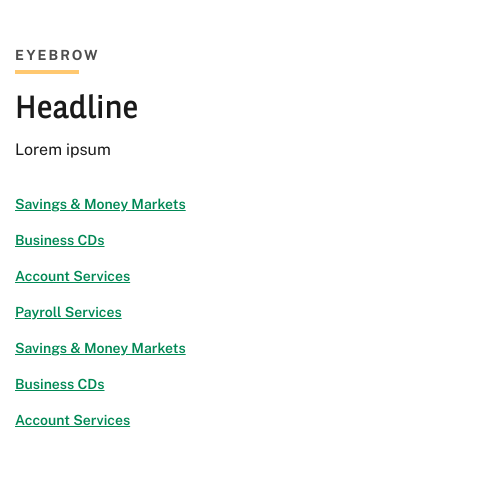 EYEBROW
Headline
Lorem ipsum
Savings & Money Markets
Business CDs
Account Services
Payroll Services
Savings & Money Markets
Business CDs
Account Services